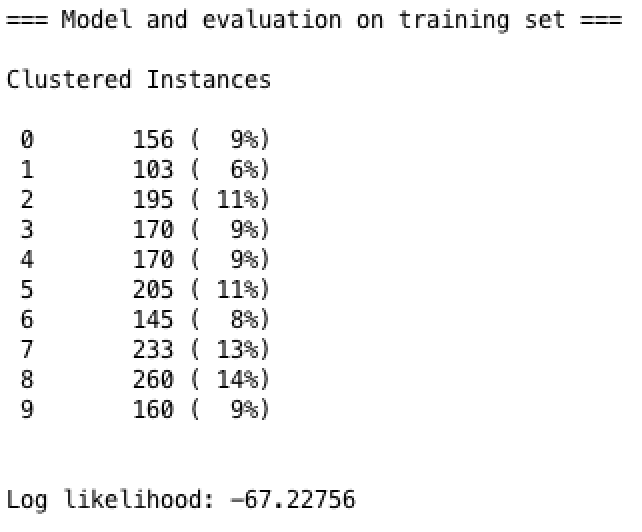 === Model and evaluation on training set ===
Clustered Instances
0 156 ( 9%)
1 103 ( 6%)
2 195 ( 11%)
3 170 ( 9%)
4 170 ( 9%)
5 205 ( 11%)
6 145 ( 8%)
7 233 ( 13%)
8 260 ( 14%)
9 160 ( 9%)
Log likelihood: -67.22756